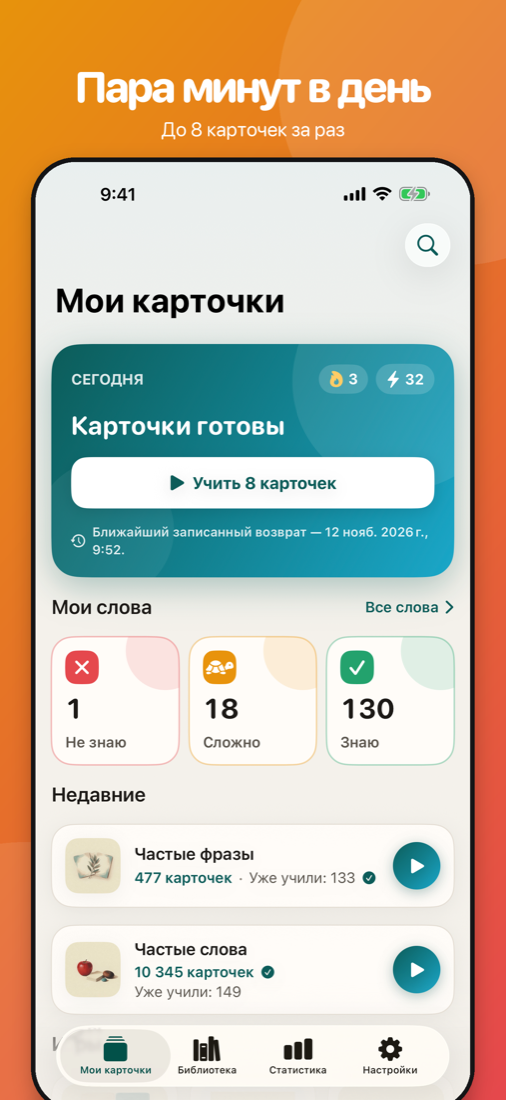 Пара минут в день
До 8 карточек за раз
9:41
Мои карточки
СЕГОДНЯ
3
32
Карточки готовы
Учить 8 карточек
Ближайший записанный возврат — 12 нояб. 2026 г.,
9:52.
Мои слова
Все слова
1
18
130
Не знаю
Сложно
Знаю
Недавние
Частые фразы
477 карточек · Уже учили: 133
Частые слова
10 345 карточек
Уже учили: 149
Мои карточки
Библиотека
Статистика
Настройки